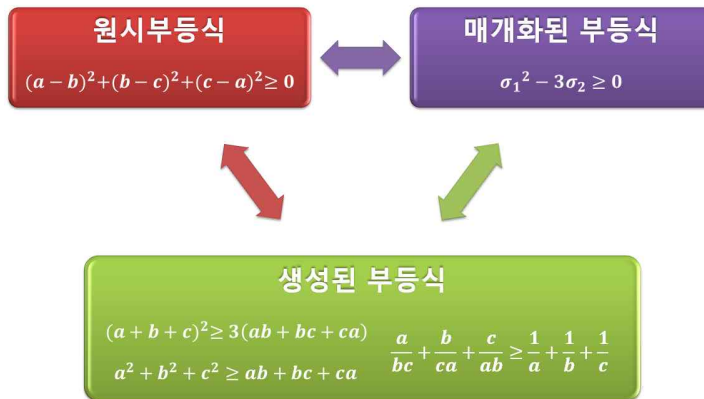 원시부등식
(a − b)²+(b − c)²+(c − a)²≥ 0
매개화된 부등식
σ₁² − 3σ₂ ≥ 0
생성된 부등식
(a + b + c)²≥ 3(ab + bc + ca)
a² + b² + c² ≥ ab + bc + ca
a/bc + b/ca + c/ab ≥ 1/a + 1/b + 1/c